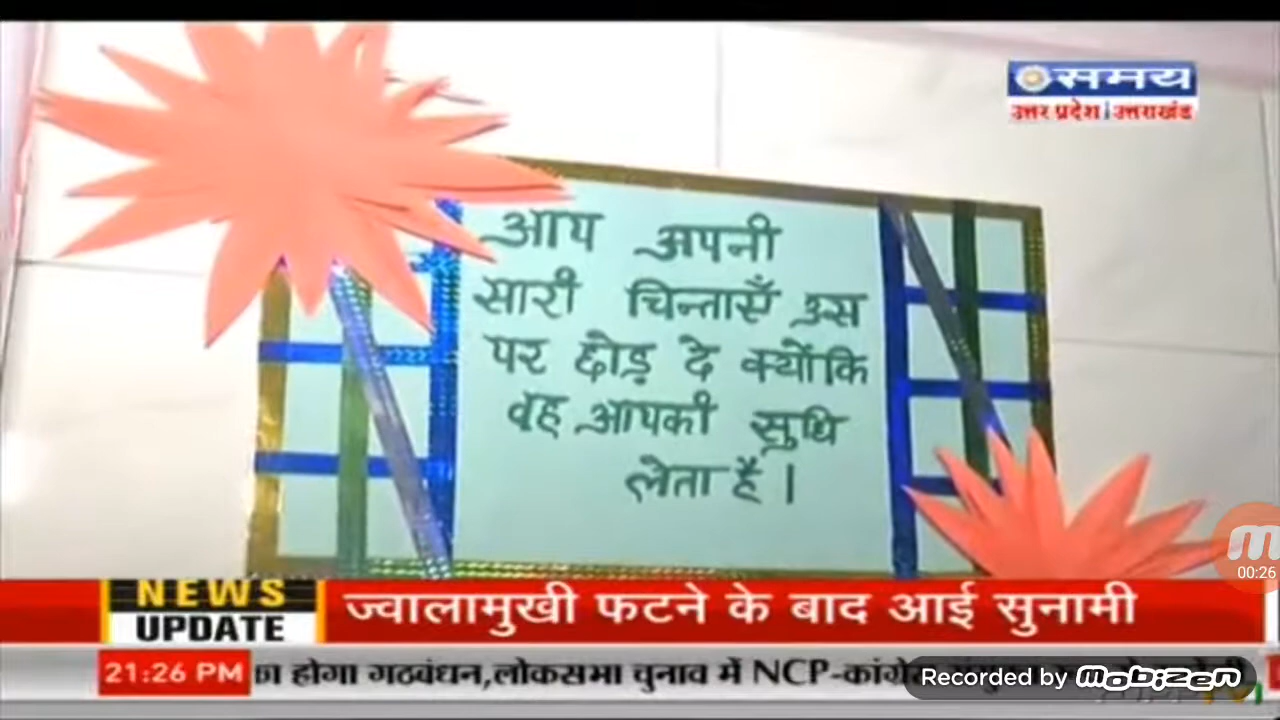 समय
उत्तर प्रदेश | उत्तराखंड
आप अपनी
सारी चिन्ताएँ उस
पर छोड़ दे क्योंकि
वह आपकी सुधि
लेता है ।
00:26
NEWS
UPDATE
ज्वालामुखी फटने के बाद आई सुनामी
21:26 PM
होगा गठबंधन,लोकसभा चुनाव में NCP-कांग्रेस
Recorded by mobizen